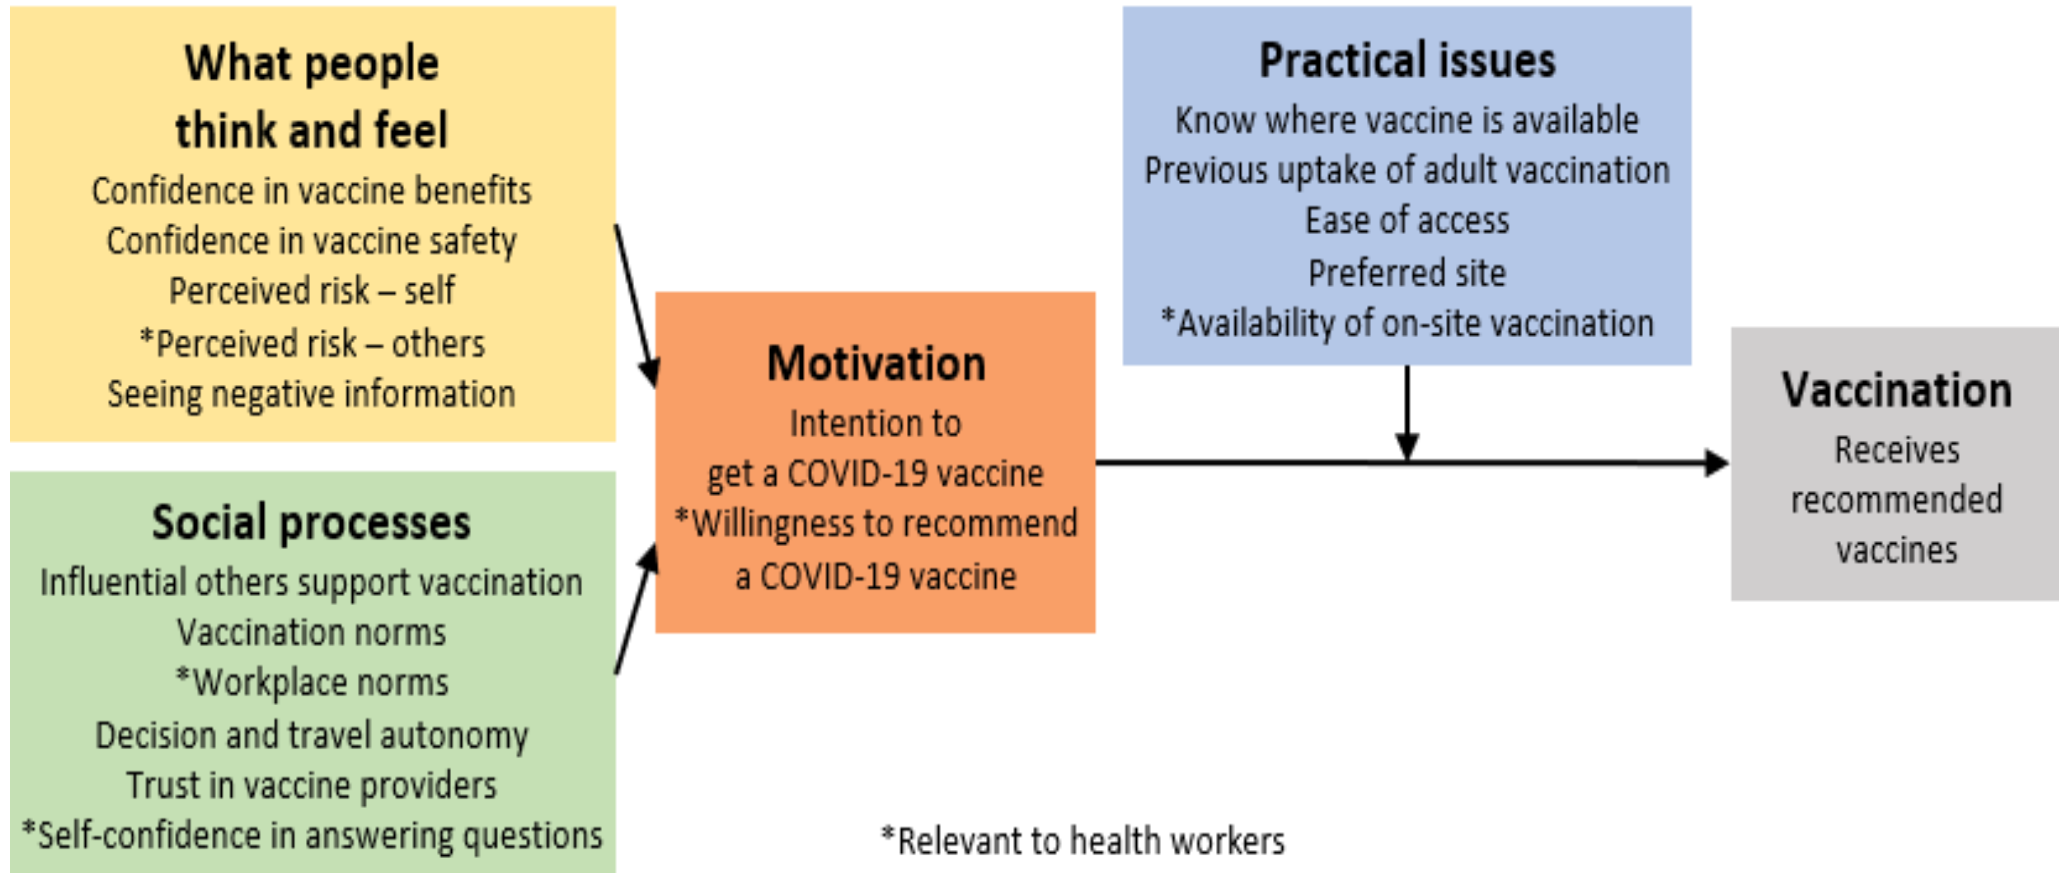 What people
think and feel
Confidence in vaccine benefits
Confidence in vaccine safety
Perceived risk – self
*Perceived risk – others
Seeing negative information
Social processes
Influential others support vaccination
Vaccination norms
*Workplace norms
Decision and travel autonomy
Trust in vaccine providers
*Self-confidence in answering questions
Motivation
Intention to
get a COVID-19 vaccine
*Willingness to recommend
a COVID-19 vaccine
Practical issues
Know where vaccine is available
Previous uptake of adult vaccination
Ease of access
Preferred site
*Availability of on-site vaccination
Vaccination
Receives
recommended
vaccines
*Relevant to health workers